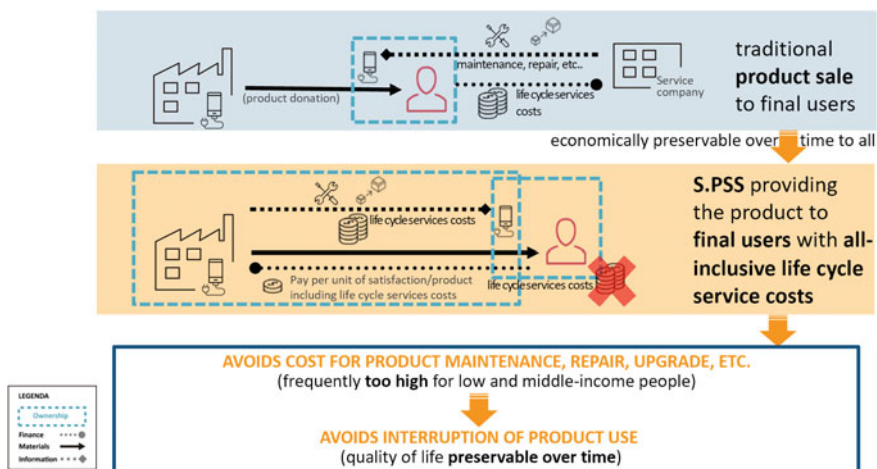 (product donation)
maintenance, repair, etc..
life cycle services
costs
Service
company
traditional
product sale
to final users
economically preservable over time to all
life cycle services costs
Pay per unit of satisfaction/product
including life cycle services costs
life cycle services costs
S.PSS providing
the product to
final users with all-
inclusive life cycle
service costs
AVOIDS COST FOR PRODUCT MAINTENANCE, REPAIR, UPGRADE, ETC.
(frequently too high for low and middle-income people)
AVOIDS INTERRUPTION OF PRODUCT USE
(quality of life preservable over time)
LEGENDA
Ownership
Finance
Materials
Information